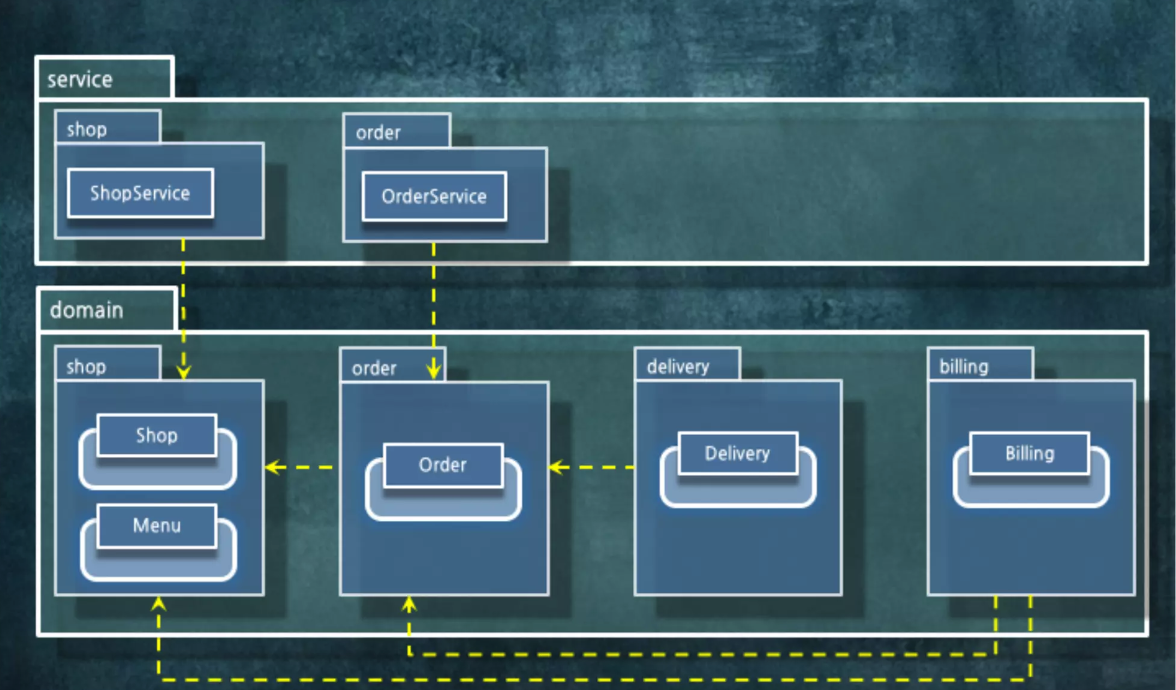 service
shop
order
ShopService
OrderService
domain
shop
order
delivery
billing
Shop
Order
Delivery
Billing
Menu